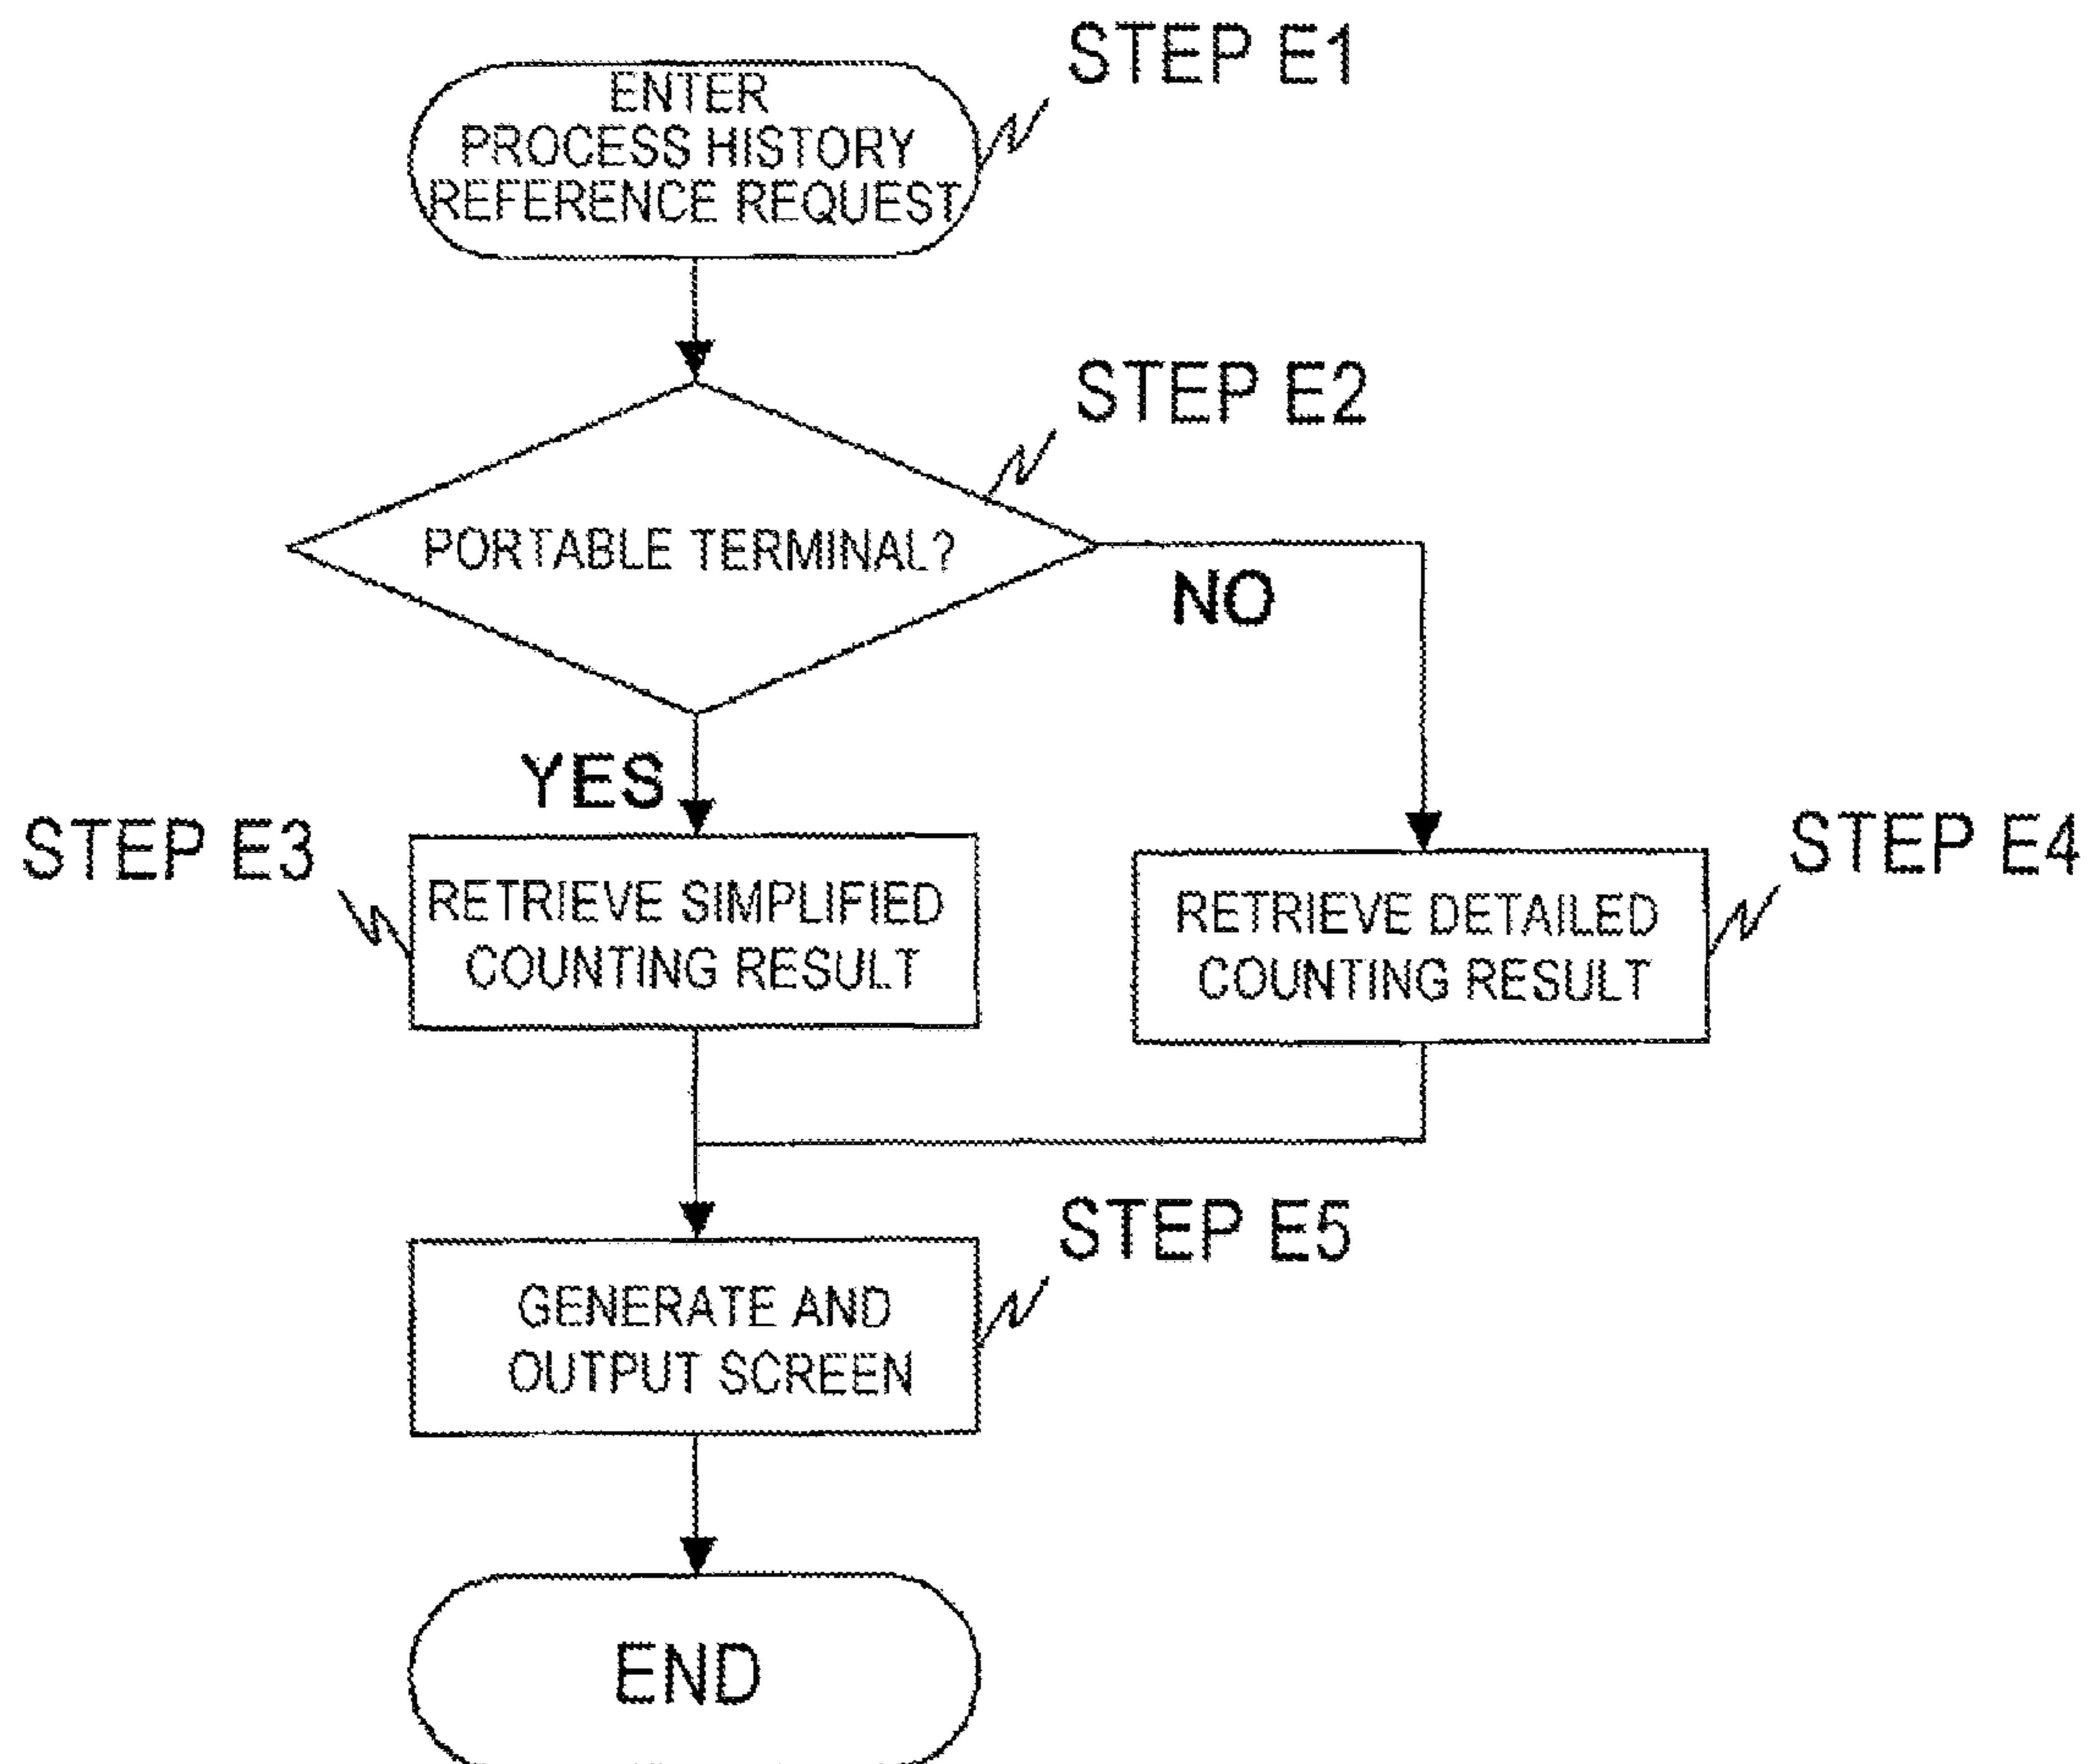 STEP E1
ENTER
PROCESS HISTORY
REFERENCE REQUEST
STEP E2
PORTABLE TERMINAL?
NO
YES
STEP E3
RETRIEVE SIMPLIFIED
COUNTING RESULT
STEP E4
RETRIEVE DETAILED
COUNTING RESULT
STEP E5
GENERATE AND
OUTPUT SCREEN
END